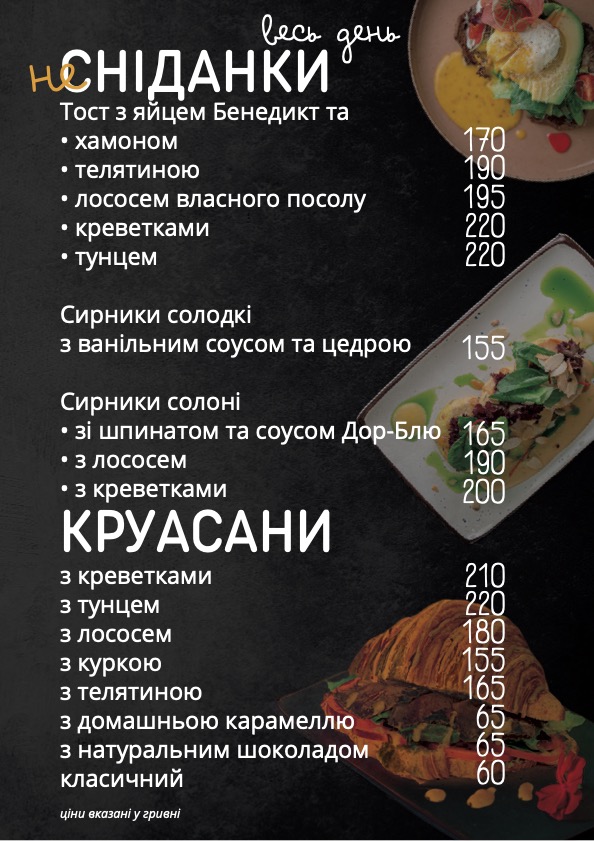 весь день
неСНІДАНКИ
Тост з яйцем Бенедикт та
• хамоном 170
• телятиною 190
• лососем власного посолу 195
• креветками 220
• тунцем 220
Сирники солодкі
з ванільним соусом та цедрою 155
Сирники солоні
• зі шпинатом та соусом Дор-Блю 165
• з лососем 190
• з креветками 200
КРУАСАНИ
з креветками 210
з тунцем 220
з лососем 180
з куркою 155
з телятиною 165
з домашньою карамеллю 65
з натуральним шоколадом 65
класичний 60
ціни вказані у гривні